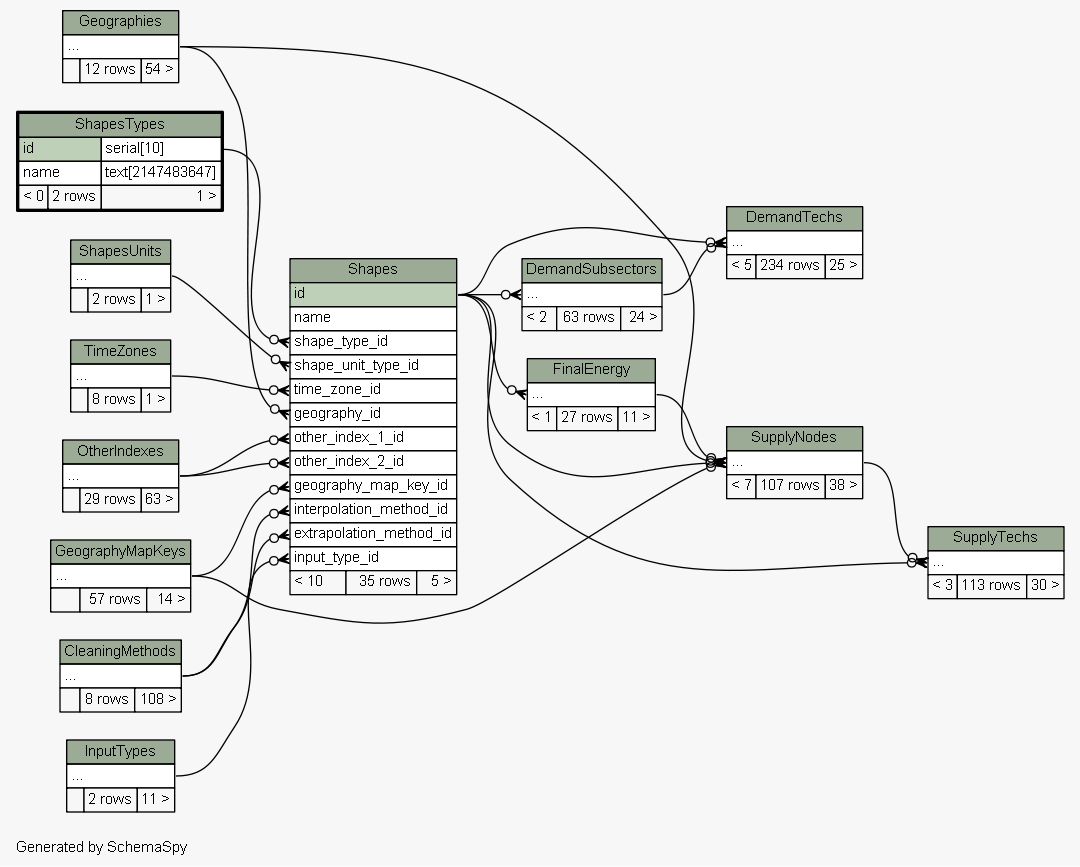 Geographies
...
12 rows 54 >
ShapesTypes
id serial[10]
name text[2147483647]
< 0 2 rows 1 >
ShapesUnits
...
2 rows 1 >
TimeZones
...
8 rows 1 >
OtherIndexes
...
29 rows 63 >
GeographyMapKeys
...
57 rows 14 >
CleaningMethods
...
8 rows 108 >
InputTypes
...
2 rows 11 >
Shapes
id
name
shape_type_id
shape_unit_type_id
time_zone_id
geography_id
other_index_1_id
other_index_2_id
geography_map_key_id
interpolation_method_id
extrapolation_method_id
input_type_id
< 10 35 rows 5 >
DemandSubsectors
...
< 2 63 rows 24 >
FinalEnergy
...
< 1 27 rows 11 >
DemandTechs
...
< 5 234 rows 25 >
SupplyNodes
...
< 7 107 rows 38 >
SupplyTechs
...
< 3 113 rows 30 >
Generated by SchemaSpy